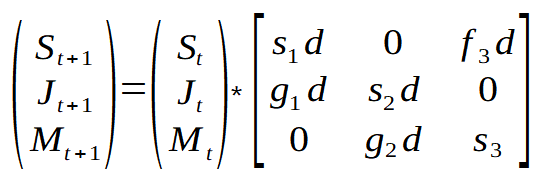 S_{t+1} = S_t * s_1 d 0 f_3 d
J_{t+1} J_t g_1 d s_2 d 0
M_{t+1} M_t 0 g_2 d s_3